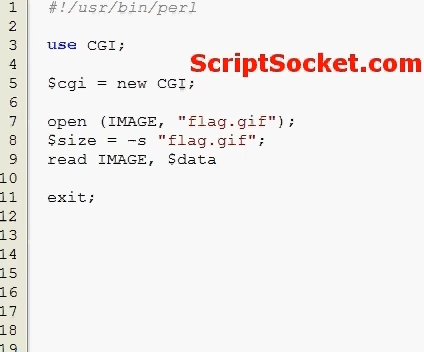 1 #!/usr/bin/perl
2
3 use CGI;
4 ScriptSocket.com
5 $cgi = new CGI;
6
7 open (IMAGE, "flag.gif");
8 $size = -s "flag.gif";
9 read IMAGE, $data
10
11 exit;
12
13
14
15
16
17
18
19